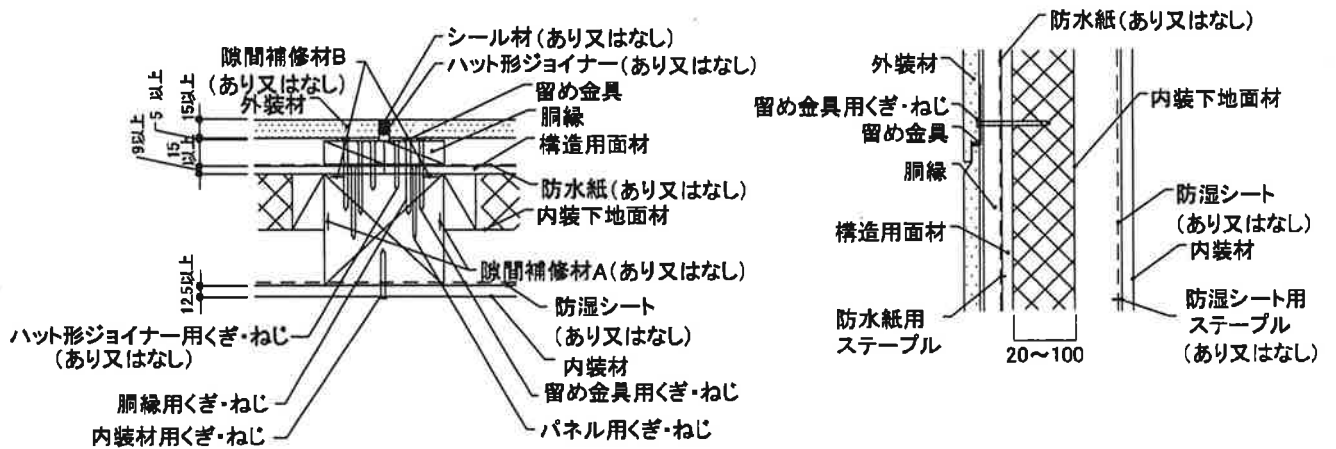 シール材(あり又はなし)
ハット形ジョイナー(あり又はなし)
隙間補修材B
(あり又はなし)
外装材
留め金具
胴縁
構造用面材
防水紙(あり又はなし)
内装下地面材
15以上
5 以上
15
以上
9以上
12.5以上
隙間補修材A(あり又はなし)
防湿シート
(あり又はなし)
内装材
留め金具用くぎ・ねじ
パネル用くぎ・ねじ
ハット形ジョイナー用くぎ・ねじ
(あり又はなし)
胴縁用くぎ・ねじ
内装材用くぎ・ねじ
防水紙(あり又はなし)
外装材
留め金具用くぎ・ねじ
留め金具
胴縁
構造用面材
防水紙用
ステープル
20~100
内装下地面材
防湿シート
(あり又はなし)
内装材
防湿シート用
ステープル
(あり又はなし)